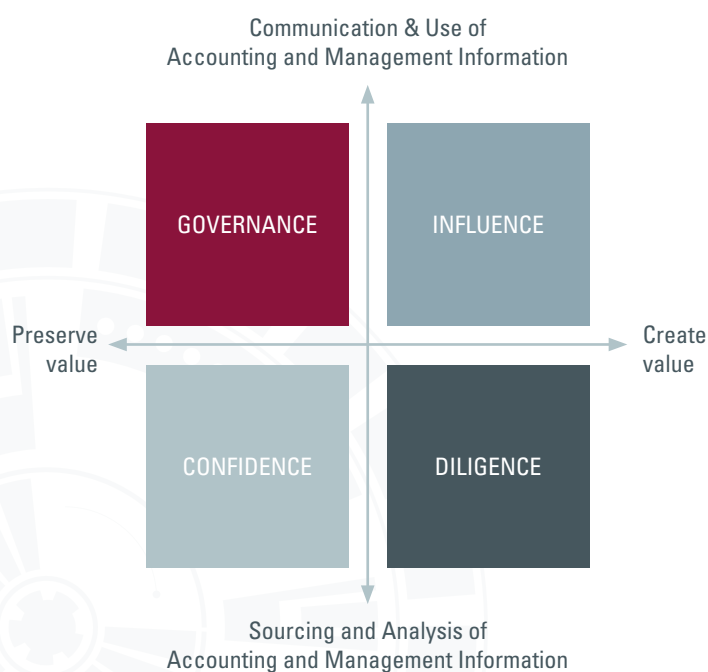 Communication & Use of
Accounting and Management Information
GOVERNANCE
INFLUENCE
Preserve
value
Create
value
CONFIDENCE
DILIGENCE
Sourcing and Analysis of
Accounting and Management Information